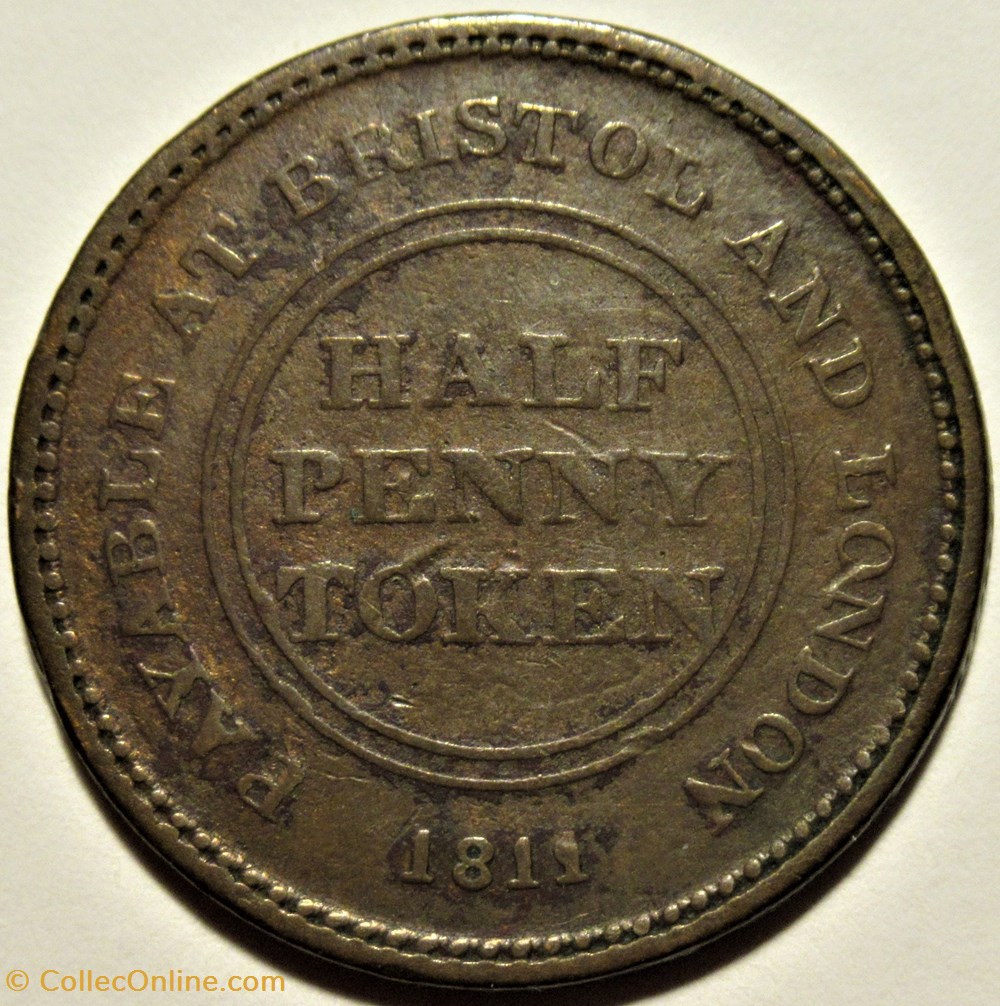 PAYABLE AT BRISTOL AND LONDON
HALF
PENNY
TOKEN
1811
© CollecOnline.com